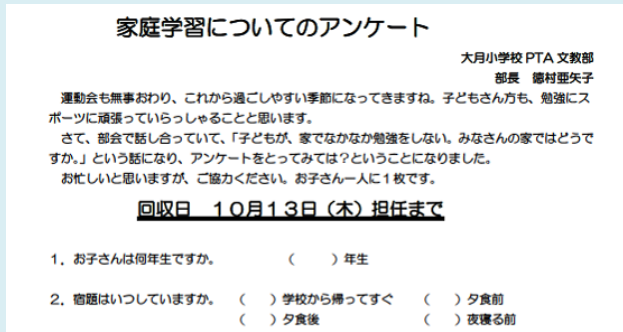 家庭学習についてのアンケート
大月小学校 PTA 文教部
部長　德村亜矢子
　運動会も無事おわり、これから過ごしやすい季節になってきますね。子どもさん方も、勉強にス
ポーツに頑張っていらっしゃることと思います。
　さて、部会で話し合っていて、「子どもが、家でなかなか勉強をしない。みなさんの家ではどうで
すか。」という話になり、アンケートをとってみては？ということになりました。
　お忙しいと思いますが、ご協力ください。お子さん一人に１枚です。
回収日　１０月１３日（木）担任まで
１．お子さんは何年生ですか。　（　　）年生
２．宿題はいつしていますか。　（　　）学校から帰ってすぐ　（　　）夕食前
（　　）夕食後　（　　）夜寝る前